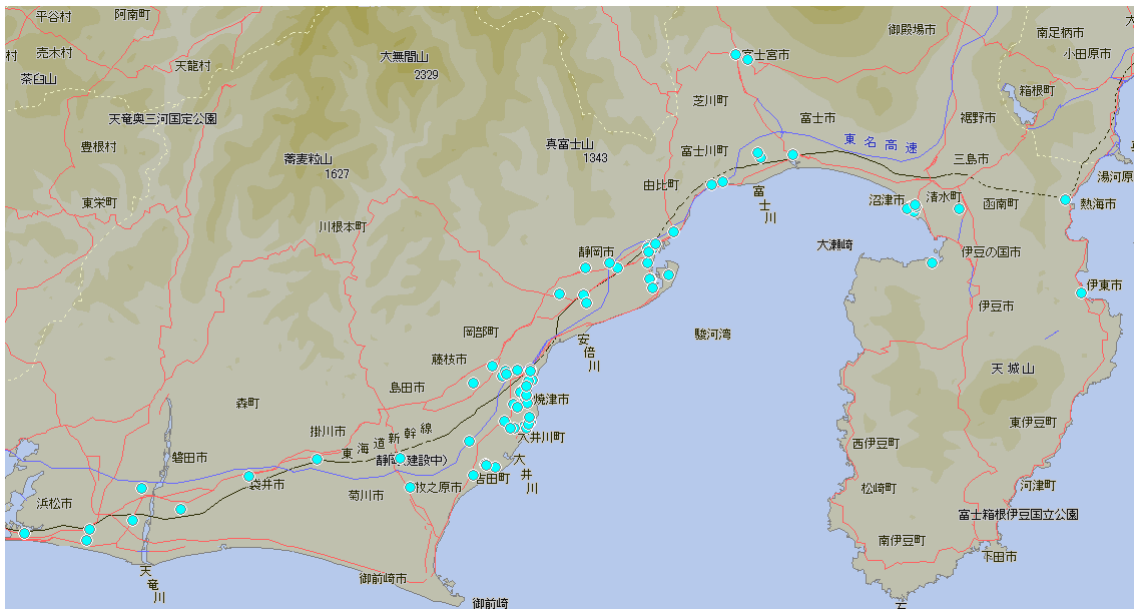 平谷村
阿南町
村
売木村
茶臼山
天龍村
大無間山
2329
御殿場市
南足柄市
大
小田原市
富士宮市
芝川町
箱根町
天竜奥三河国定公園
豊根村
真富士山
1343
富士市
東名高速
裾野市
蕎麦粒山
1627
富士川町
三島市
湯河原
東栄町
由比町
富士川
沼津市
清水町
函南町
熱海市
川根本町
静岡市
大瀬崎
伊豆の国市
伊東市
伊豆市
岡部町
安倍川
駿河湾
藤枝市
島田市
天城山
焼津市
森町
掛川市
東海道新幹線
大井川町
東伊豆町
西伊豆町
磐田市
静岡(建設中)
大井川
吉田町
袋井市
菊川市
牧之原市
浜松市
松崎町
河津町
富士箱根伊豆国立公園
南伊豆町
下田市
天竜川
御前崎市
御前崎
石